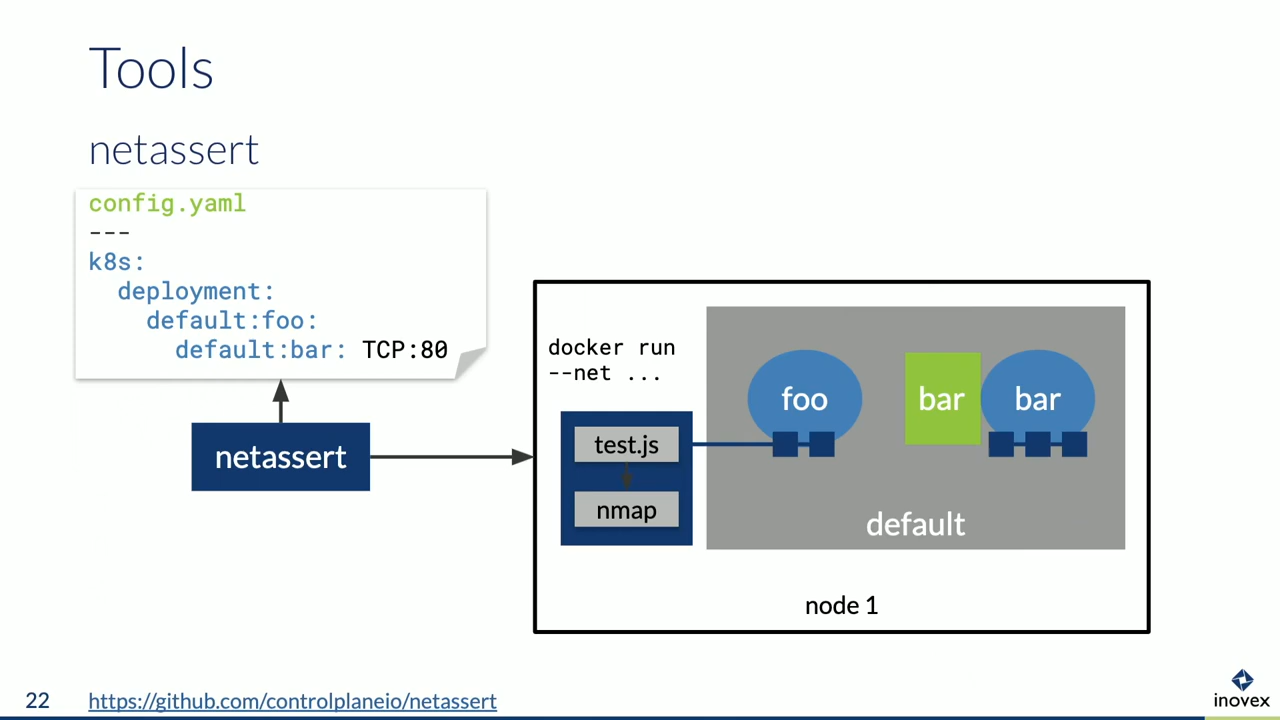 Tools
netassert
config.yaml
---
k8s:
deployment:
default:foo:
default:bar: TCP:80
netassert
docker run
--net ...
test.js
nmap
foo
bar
bar
default
node 1
22
https://github.com/controlplaneio/netassert
inovex